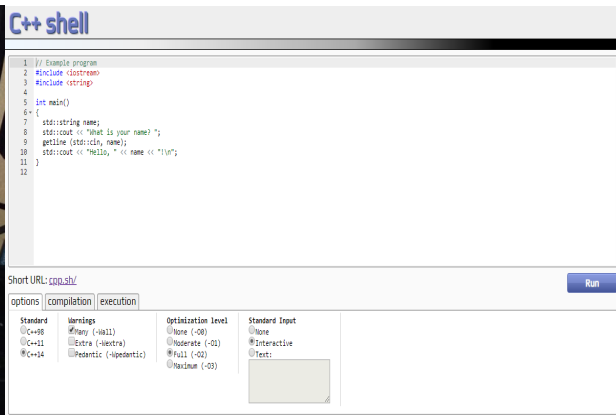 C++ shell
1 // Example program
2 #include <iostream>
3 #include <string>
4
5 int main()
6 {
7 std::string name;
8 std::cout << "What is your name? ";
9 getline (std::cin, name);
10 std::cout << "Hello, " << name << "!\n";
11 }
12
Short URL: cpp.sh/
Run
options compilation execution
Standard Warnings Optimization level Standard Input
C++98 Many (-Wall) None (-O0) None
C++11 Extra (-Wextra) Moderate (-O1) Interactive
C++14 Pedantic (-Wpedantic) Full (-O2) Text:
Maximum (-O3)